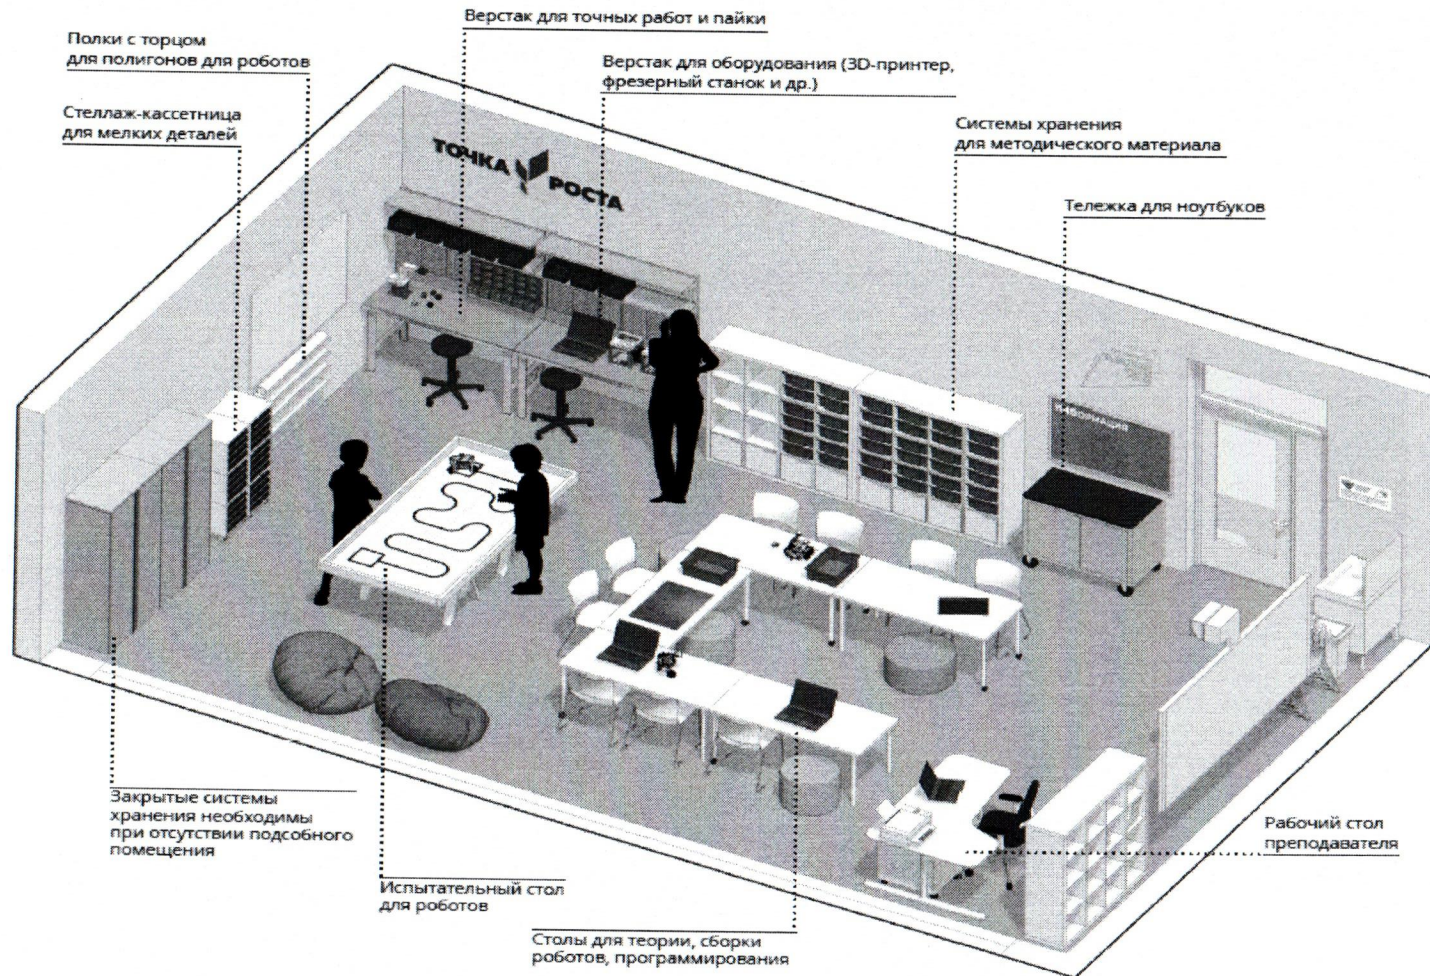 Верстак для точных работ и пайки
Полки с торцом
для полигонов для роботов
Верстак для оборудования (3D-принтер,
фрезерный станок и др.)
Стеллаж-кассетница
для мелких деталей
Системы хранения
для методического материала
Тележка для ноутбуков
ТОЧКА РОСТА
ИНФОРМАЦИЯ
Закрытые системы
хранения необходимы
при отсутствии подсобного
помещения
Испытательный стол
для роботов
Столы для теории, сборки
роботов, программирования
Рабочий стол
преподавателя